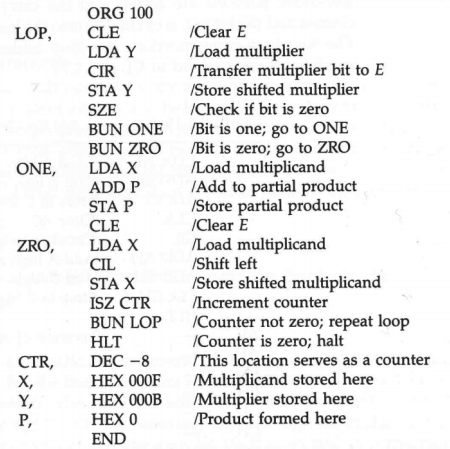 ORG 100
LOP, CLE /Clear E
LDA Y /Load multiplier
CIR /Transfer multiplier bit to E
STA Y /Store shifted multiplier
SZE /Check if bit is zero
BUN ONE /Bit is one; go to ONE
BUN ZRO /Bit is zero; go to ZRO
ONE, LDA X /Load multiplicand
ADD P /Add to partial product
STA P /Store partial product
CLE /Clear E
ZRO, LDA X /Load multiplicand
CIL /Shift left
STA X /Store shifted multiplicand
ISZ CTR /Increment counter
BUN LOP /Counter not zero; repeat loop
HLT /Counter is zero; halt
CTR, DEC −8 /This location serves as a counter
X, HEX 000F /Multiplicand stored here
Y, HEX 000B /Multiplier stored here
P, HEX 0 /Product formed here
END